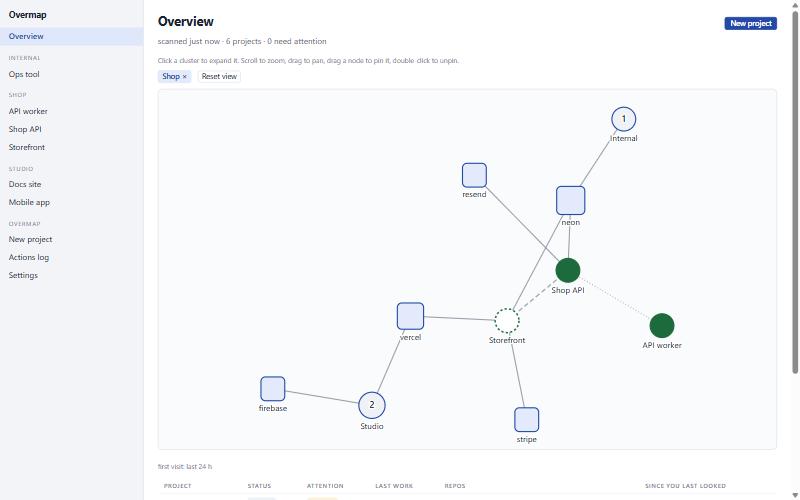 Overmap
Overview
INTERNAL
Ops tool
SHOP
API worker
Shop API
Storefront
STUDIO
Docs site
Mobile app
OVERMAP
New project
Actions log
Settings
Overview
New project
scanned just now · 6 projects · 0 need attention
Click a cluster to expand it. Scroll to zoom, drag to pan, drag a node to pin it, double click to unpin.
Shop ×
Reset view
1
Internal
resend
neon
Shop API
vercel
Storefront
API worker
firebase
2
Studio
stripe
first visit: last 24 h
PROJECT STATUS ATTENTION LAST WORK REPOS SINCE YOU LAST LOOKED